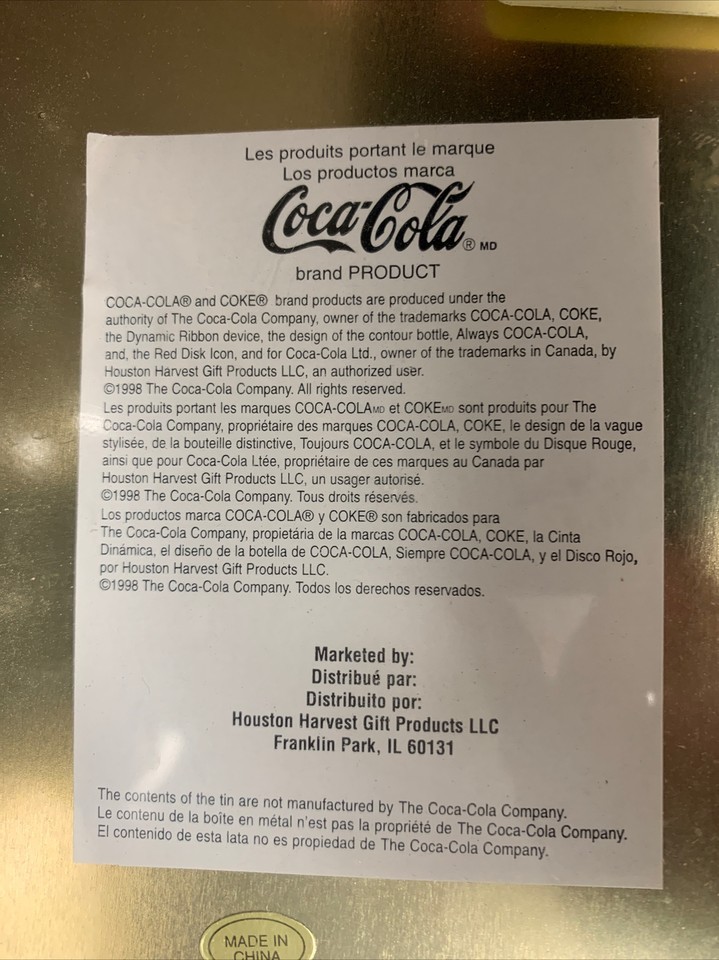 Les produits portant le marque
Los productos marca
Coca-Cola® MD
brand PRODUCT
COCA-COLA® and COKE® brand products are produced under the
authority of The Coca-Cola Company, owner of the trademarks COCA-COLA, COKE,
the Dynamic Ribbon device, the design of the contour bottle, Always COCA-COLA,
and, the Red Disk Icon, and for Coca-Cola Ltd., owner of the trademarks in Canada, by
Houston Harvest Gift Products LLC, an authorized user.
©1998 The Coca-Cola Company. All rights reserved.
Les produits portant les marques COCA-COLAMD et COKEMD sont produits pour The
Coca-Cola Company, propriétaire des marques COCA-COLA, COKE, le design de la vague
stylisée, de la bouteille distinctive, Toujours COCA-COLA, et le symbole du Disque Rouge,
ainsi que pour Coca-Cola Ltée, propriétaire de ces marques au Canada par
Houston Harvest Gift Products LLC, un usager autorisé.
©1998 The Coca-Cola Company. Tous droits réservés.
Los productos marca COCA-COLA® y COKE® son fabricados para
The Coca-Cola Company, propietária de la marcas COCA-COLA, COKE, la Cinta
Dinámica, el diseño de la botella de COCA-COLA, Siempre COCA-COLA, y el Disco Rojo,
por Houston Harvest Gift Products LLC.
©1998 The Coca-Cola Company. Todos los derechos reservados.
Marketed by:
Distribué par:
Distribuito por:
Houston Harvest Gift Products LLC
Franklin Park, IL 60131
The contents of the tin are not manufactured by The Coca-Cola Company.
Le contenu de la boîte en métal n'est pas la propriété de The Coca-Cola Company.
El contenido de esta lata no es propiedad de The Coca-Cola Company.
MADE IN
CHINA